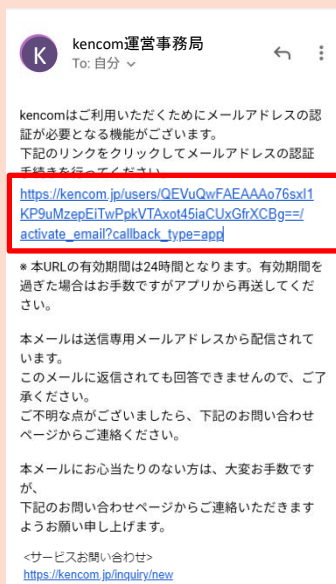 K
kencom運営事務局
To: 自分
kencomはご利用いただくためにメールアドレスの認
証が必要となる機能がございます。
下記のリンクをクリックしてメールアドレスの認証
手続きを行ってください。
https://kencom.jp/users/QEVuQwFAEAAAo76sxI1
KP9uMzepEiTwPpkVTAxot45iaCUxGfrXCBg==/
activate_email?callback_type=app
* 本URLの有効期間は24時間となります。有効期間を
過ぎた場合はお手数ですがアプリから再送してくだ
さい。
本メールは送信専用メールアドレスから配信されて
います。
このメールに返信されても回答できませんので、ご了
承ください。
ご不明な点がございましたら、下記のお問い合わせ
ページからご連絡ください。
本メールにお心当たりのない方は、大変お手数です
が、
下記のお問い合わせページからご連絡いただきます
ようお願い申し上げます。
<サービスお問い合わせ>
https://kencom.jp/inquiry/new